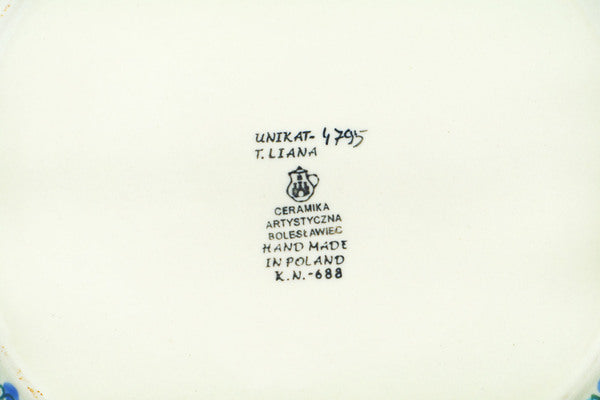 UNIKAT- 4795
T. LIANA
CERAMIKA
ARTYSTYCZNA
BOLESŁAWIEC
HAND MADE
IN POLAND
K.N.-688